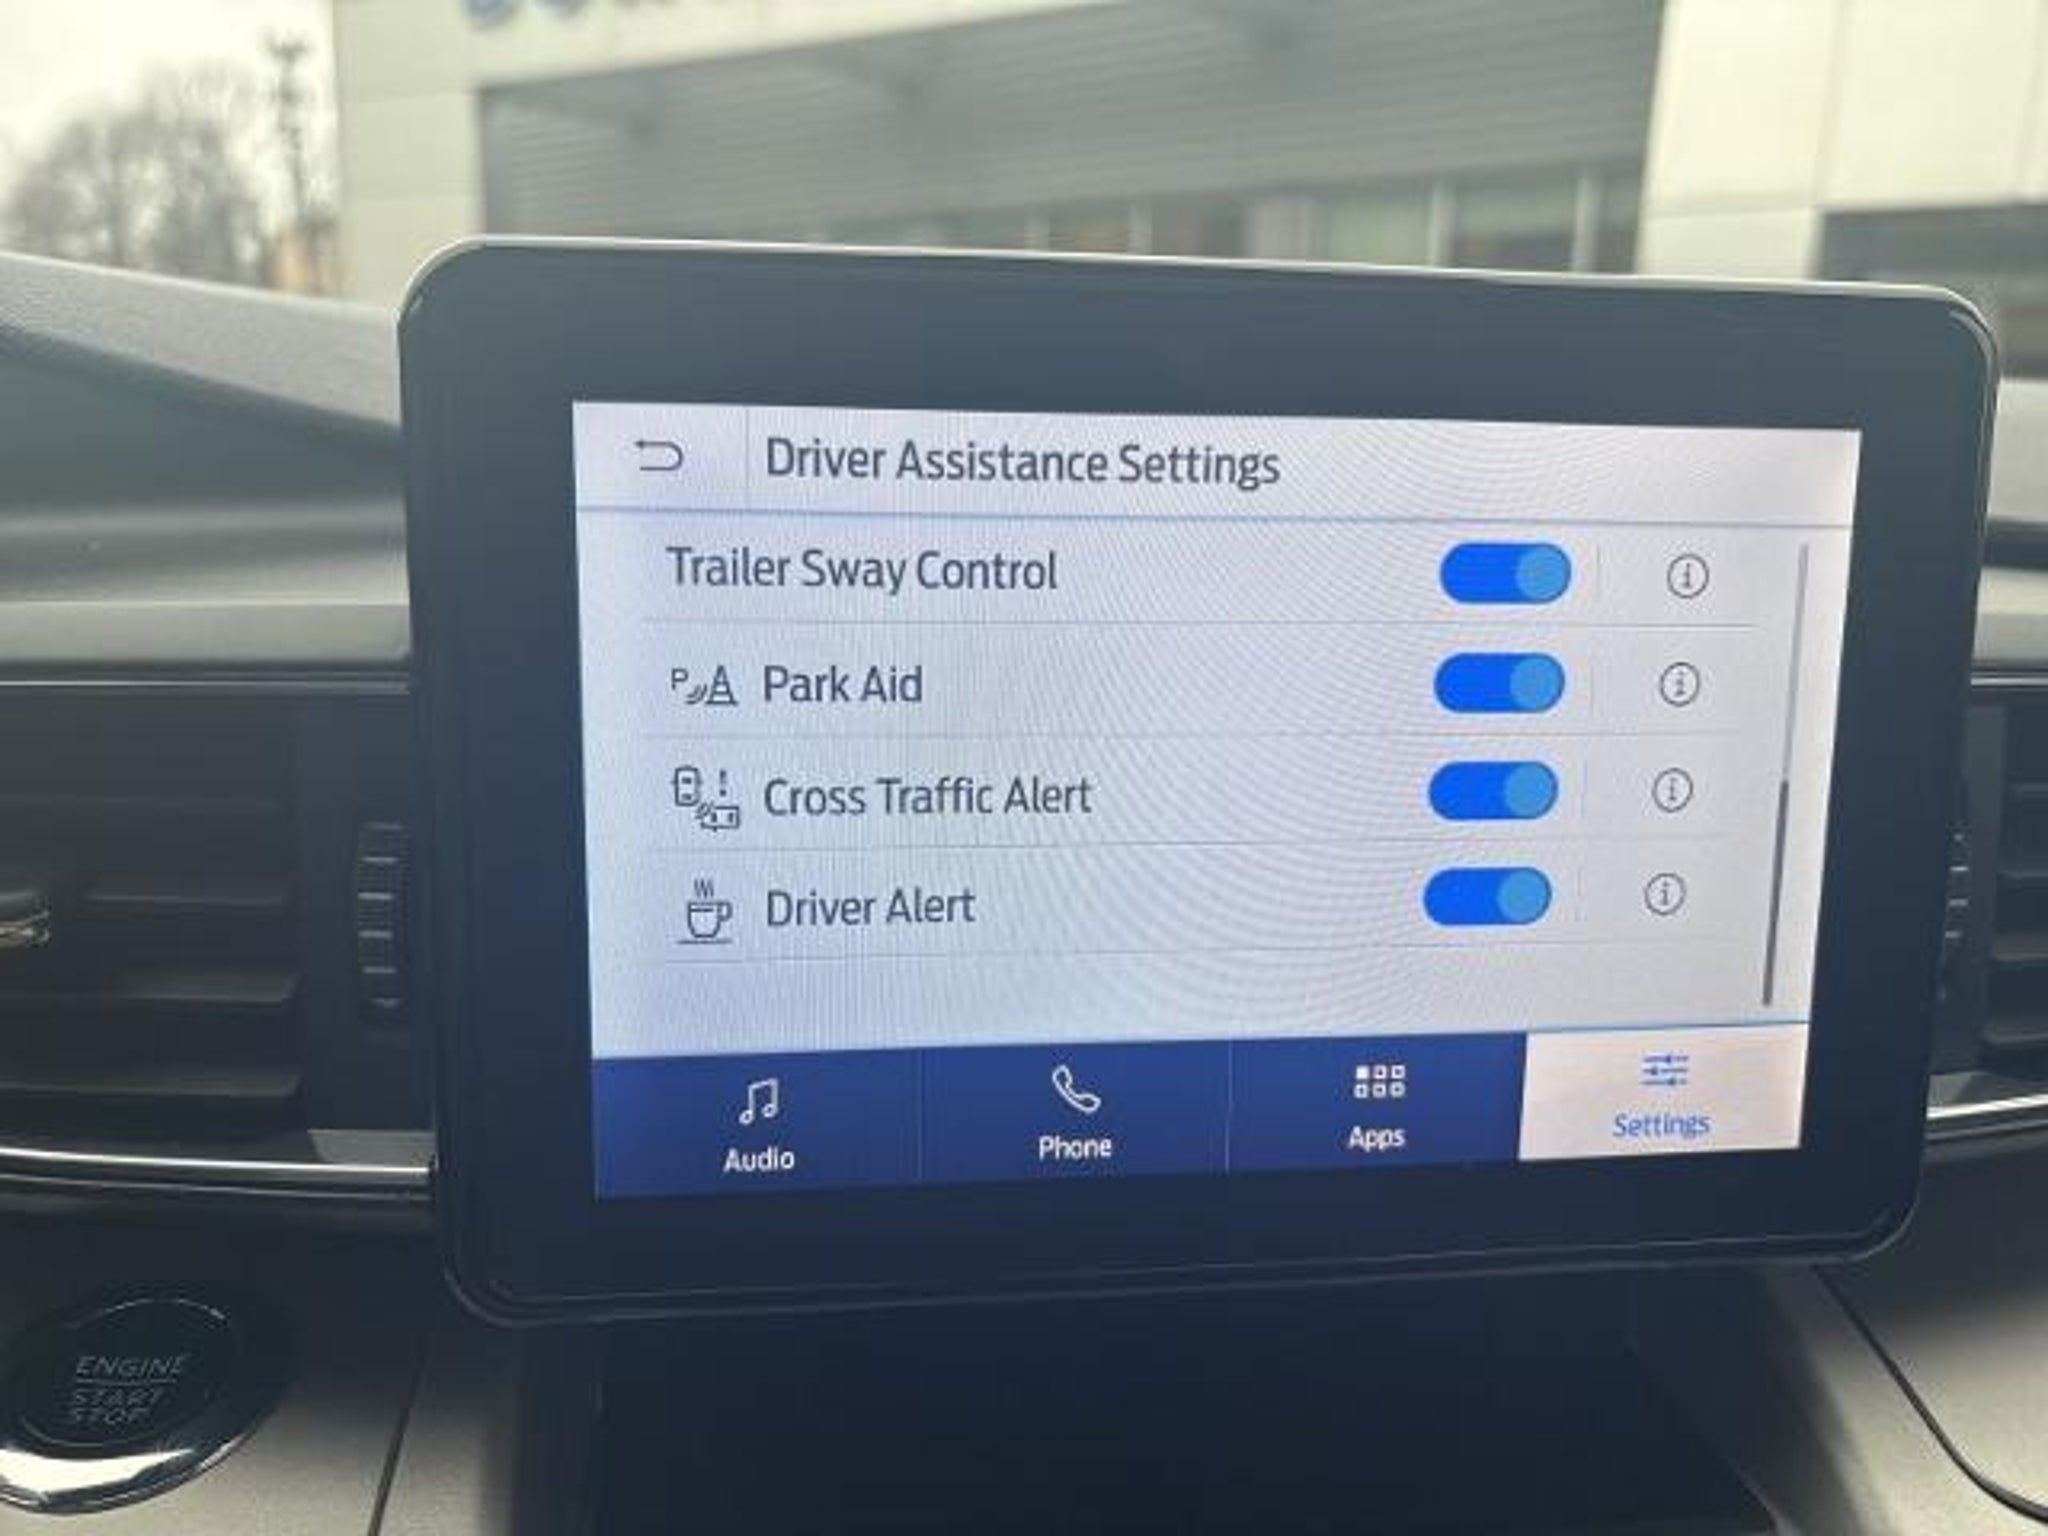 Driver Assistance Settings
Trailer Sway Control
P Park Aid
Cross Traffic Alert
Driver Alert
Audio
Phone
Apps
Settings
ENGINE
START
STOP